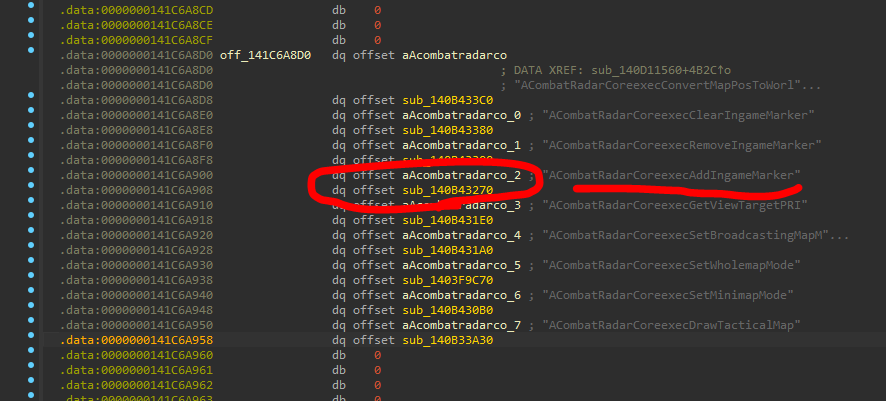 .data:0000000141C6A8CD db 0
.data:0000000141C6A8CE db 0
.data:0000000141C6A8CF db 0
.data:0000000141C6A8D0 off_141C6A8D0 dq offset aAcombatradarco
.data:0000000141C6A8D0 ; DATA XREF: sub_140D11560+4B2C↑o
.data:0000000141C6A8D0 ; "ACombatRadarCoreexecConvertMapPosToWorl"...
.data:0000000141C6A8D8 dq offset sub_140B433C0
.data:0000000141C6A8E0 dq offset aAcombatradarco_0 ; "ACombatRadarCoreexecClearIngameMarker"
.data:0000000141C6A8E8 dq offset sub_140B43380
.data:0000000141C6A8F0 dq offset aAcombatradarco_1 ; "ACombatRadarCoreexecRemoveIngameMarker"
.data:0000000141C6A8F8 dq offset
.data:0000000141C6A900 dq offset aAcombatradarco_2 ; "ACombatRadarCoreexecAddIngameMarker"
.data:0000000141C6A908 dq offset sub_140B43270
.data:0000000141C6A910 dq offset aAcombatradarco_3 ; "ACombatRadarCoreexecGetViewTargetPRI"
.data:0000000141C6A918 dq offset sub_140B431E0
.data:0000000141C6A920 dq offset aAcombatradarco_4 ; "ACombatRadarCoreexecSetBroadcastingMapM"...
.data:0000000141C6A928 dq offset sub_140B431A0
.data:0000000141C6A930 dq offset aAcombatradarco_5 ; "ACombatRadarCoreexecSetWholemapMode"
.data:0000000141C6A938 dq offset sub_1403F9C70
.data:0000000141C6A940 dq offset aAcombatradarco_6 ; "ACombatRadarCoreexecSetMinimapMode"
.data:0000000141C6A948 dq offset sub_140B430B0
.data:0000000141C6A950 dq offset aAcombatradarco_7 ; "ACombatRadarCoreexecDrawTacticalMap"
.data:0000000141C6A958 dq offset sub_140B33A30
.data:0000000141C6A960 db 0
.data:0000000141C6A961 db 0
.data:0000000141C6A962 db 0
.data:0000000141C6A963 db 0